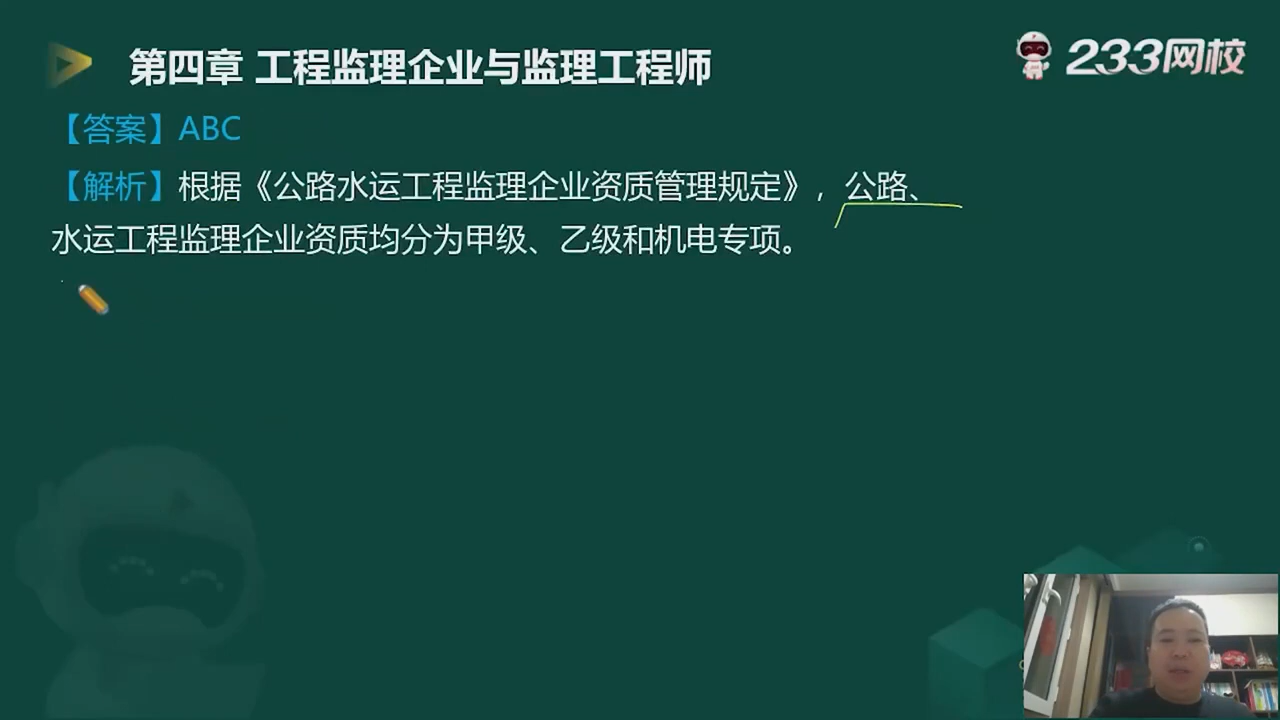 第四章 工程监理企业与监理工程师
233网校
【答案】ABC
【解析】根据《公路水运工程监理企业资质管理规定》，公路、
水运工程监理企业资质均分为甲级、乙级和机电专项。